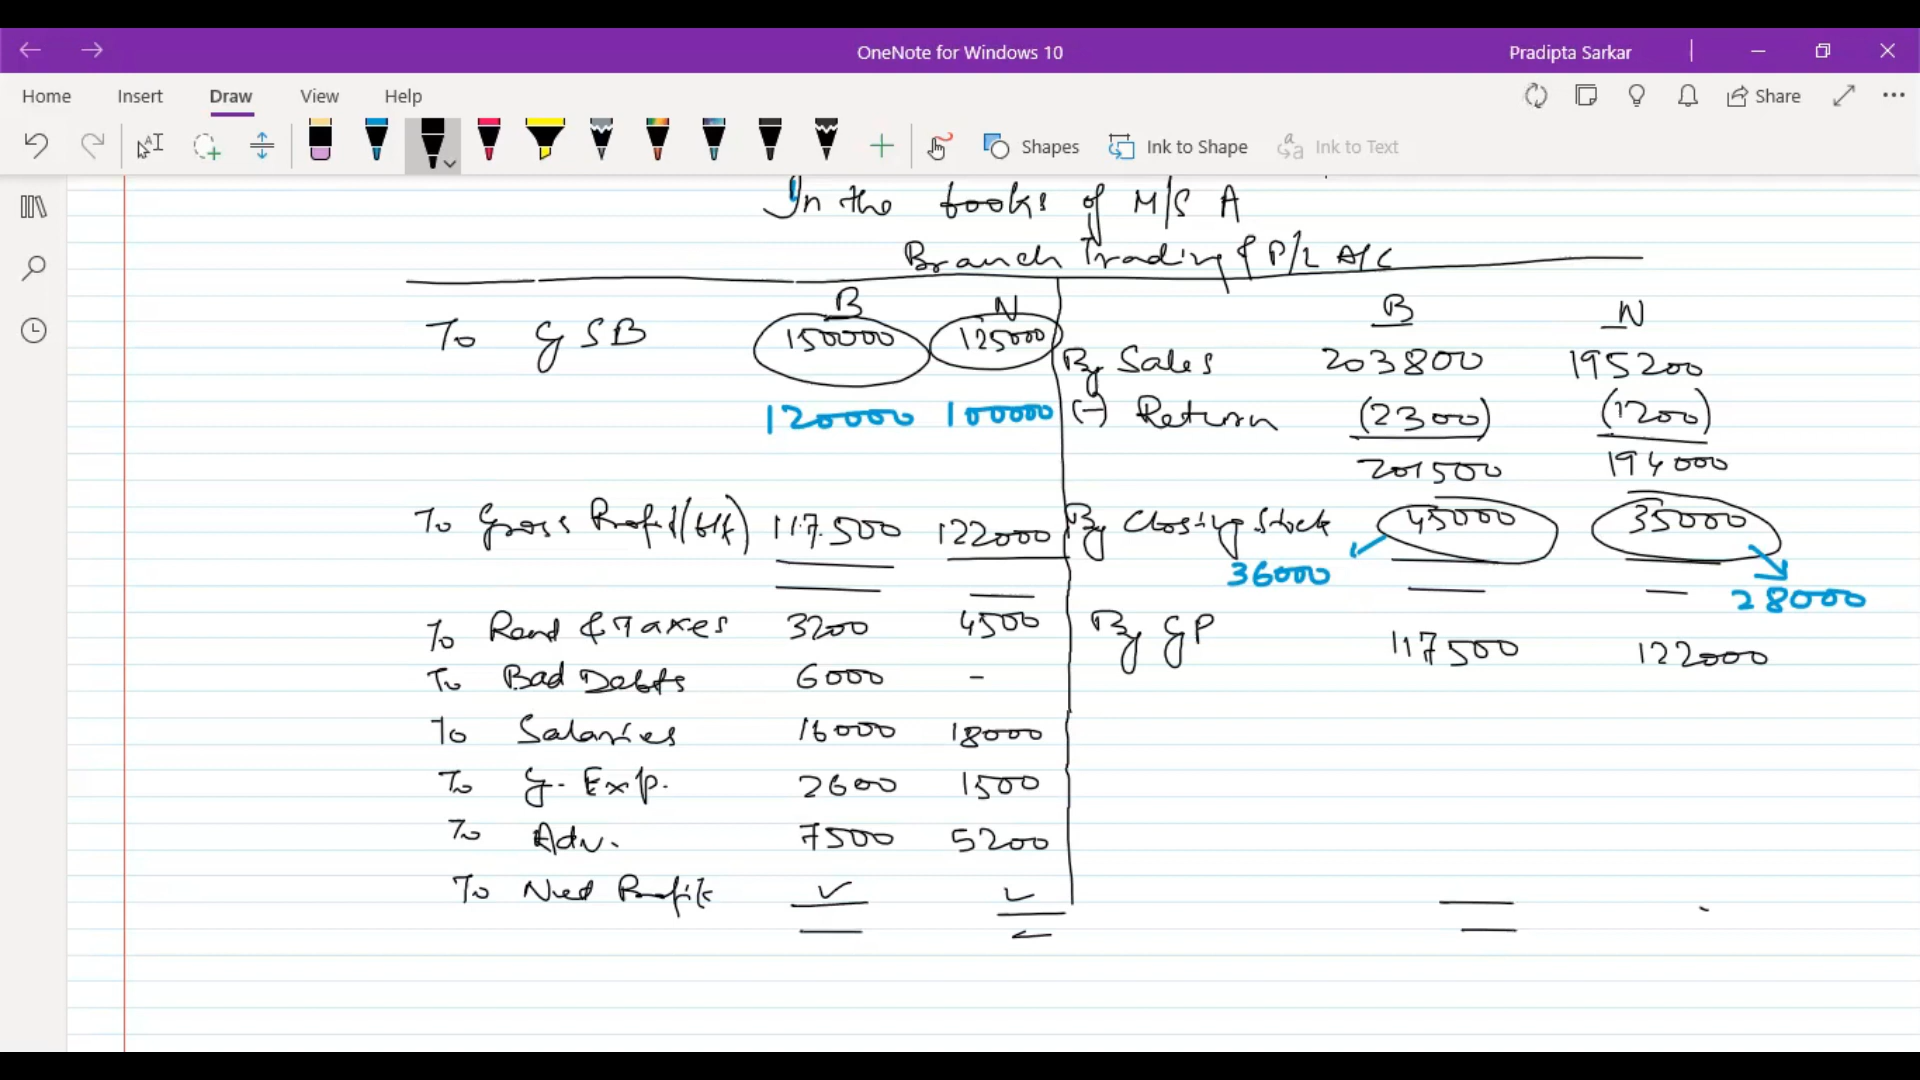 OneNote for Windows 10 Pradipta Sarkar
Home Insert Draw View Help Share
Shapes Ink to Shape Ink to Text
In the books of M/S A
Branch Trading & P/L A/C
B N B N
To GSB 150000 125000
By Sales 203800 195200
120000 100000 (-) Return (2300) (1200)
201500 194000
To Gross Profit (b/f) 117500 122000 By Closing Stock 45000 35000
36000 28000
To Rend & Taxes 3200 4500 By GP 117500 122000
To Bad Debts 6000 -
To Salaries 16000 18000
To G. Exp. 2600 1500
To Adv. 7500 5200
To Ned Profit ✓ ✓